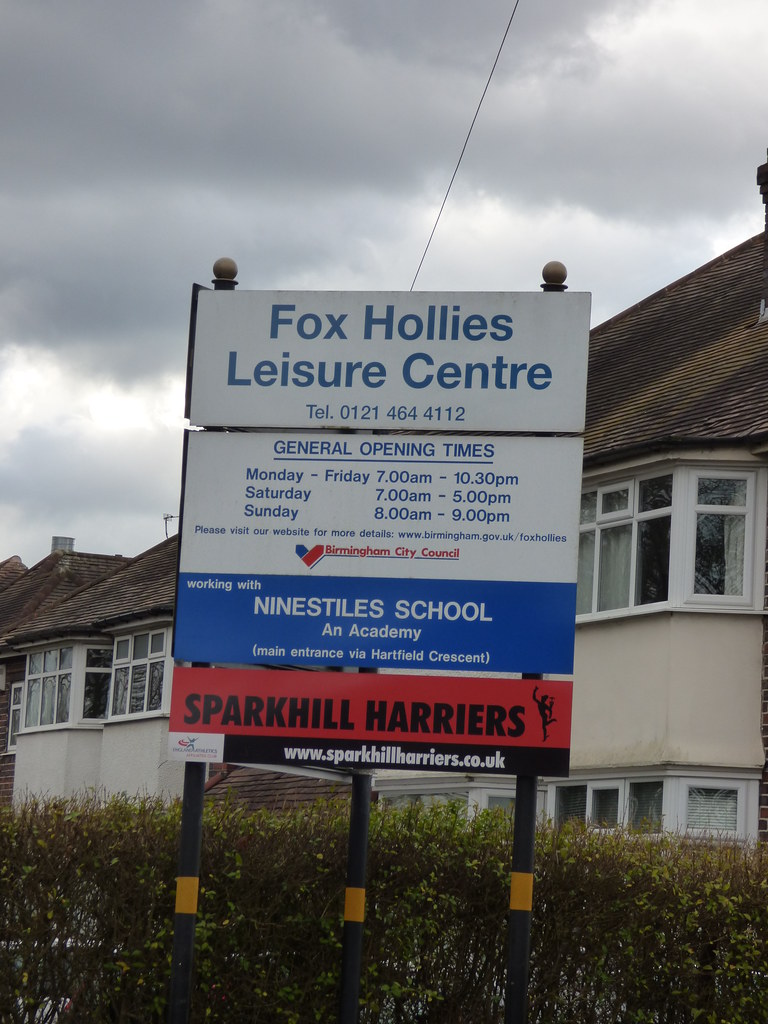 Fox Hollies
Leisure Centre
Tel. 0121 464 4112
GENERAL OPENING TIMES
Monday - Friday 7.00am - 10.30pm
Saturday 7.00am - 5.00pm
Sunday 8.00am - 9.00pm
Please visit our website for more details: www.birmingham.gov.uk/foxhollies
Birmingham City Council
working with
NINESTILES SCHOOL
An Academy
(main entrance via Hartfield Crescent)
SPARKHILL HARRIERS
ENGLAND ATHLETICS
www.sparkhillharriers.co.uk